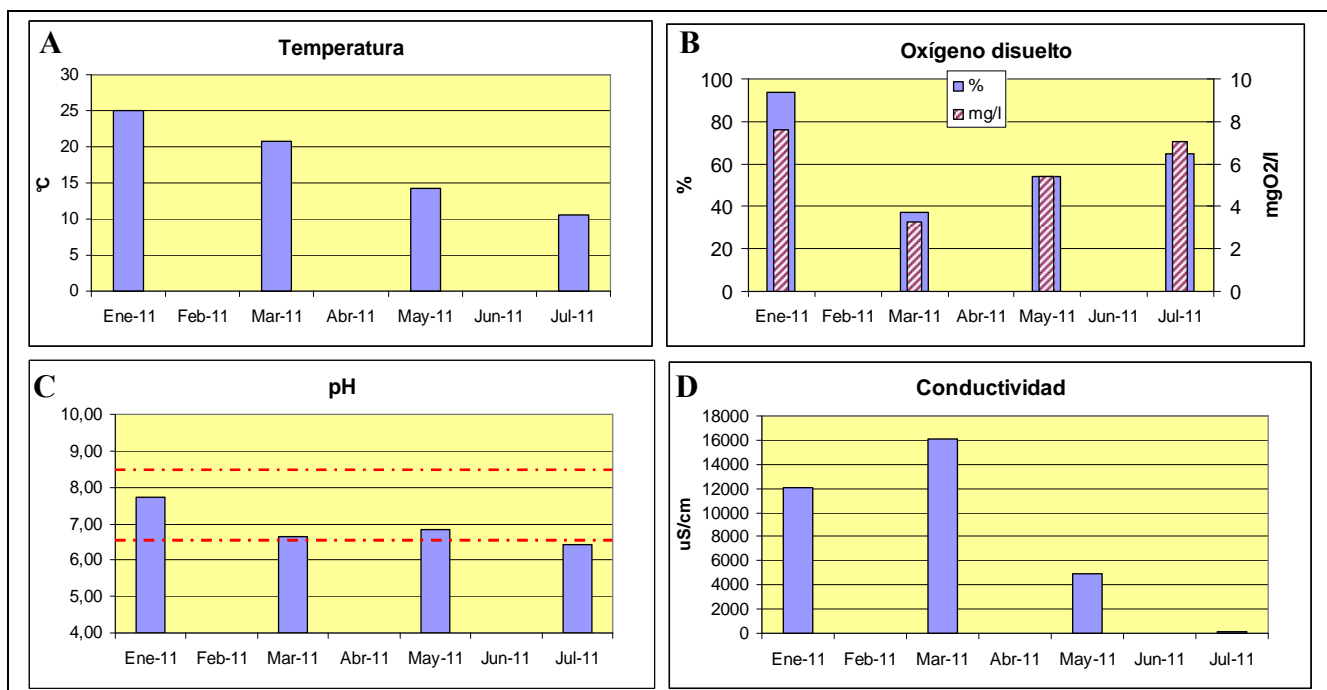 A
Temperatura
30
25
20
15
10
5
0
°C
Ene-11 Feb-11 Mar-11 Abr-11 May-11 Jun-11 Jul-11
B
Oxígeno disuelto
100
80
60
40
20
0
%
%
mg/l
10
8
6
4
2
0
mgO2/l
Ene-11 Feb-11 Mar-11 Abr-11 May-11 Jun-11 Jul-11
C
pH
10,00
9,00
8,00
7,00
6,00
5,00
4,00
Ene-11 Feb-11 Mar-11 Abr-11 May-11 Jun-11 Jul-11
D
Conductividad
18000
16000
14000
12000
10000
8000
6000
4000
2000
0
uS/cm
Ene-11 Feb-11 Mar-11 Abr-11 May-11 Jun-11 Jul-11